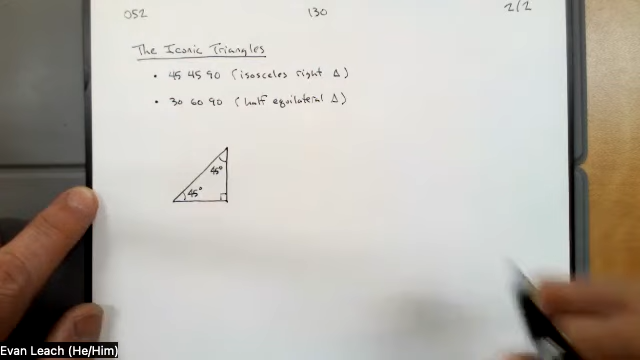 052 130 2/2
The Iconic Triangles
• 45 45 90 (isosceles right Δ)
• 30 60 90 (half equilateral Δ)
45°
45°
Evan Leach (He/Him)